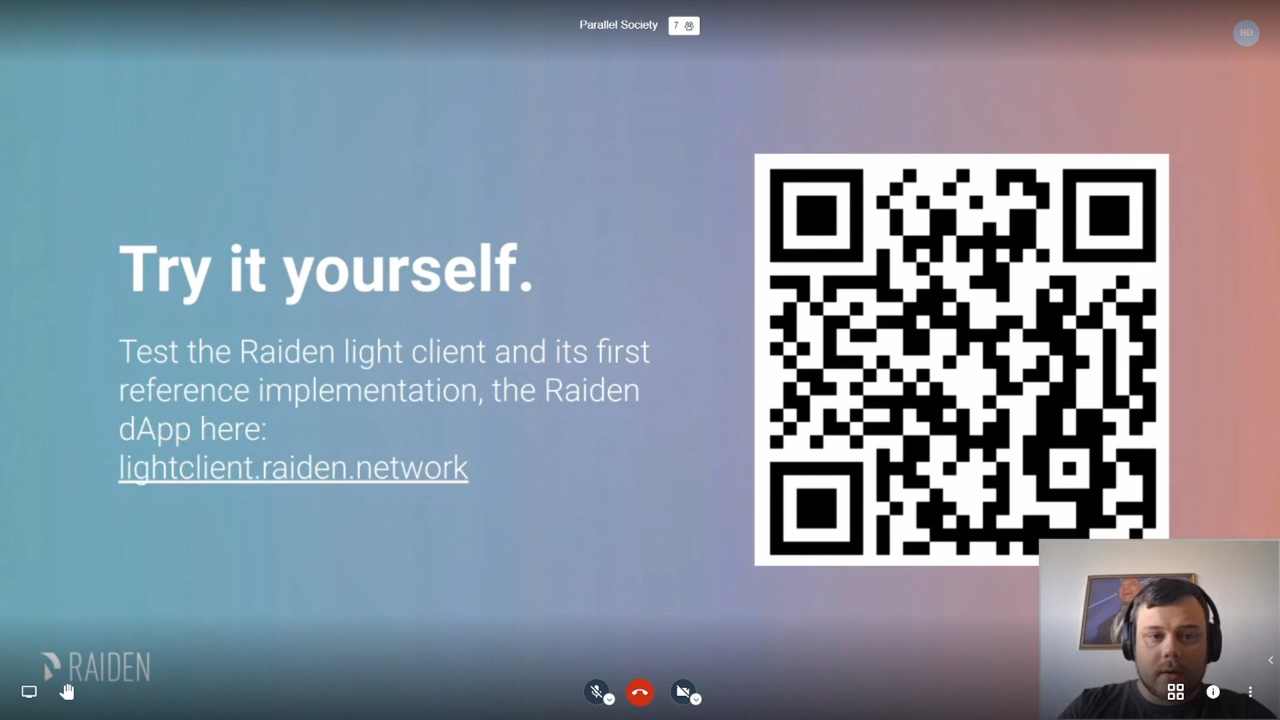 Parallel Society
7
HD
Try it yourself.
Test the Raiden light client and its first
reference implementation, the Raiden
dApp here:
lightclient.raiden.network
RAIDEN